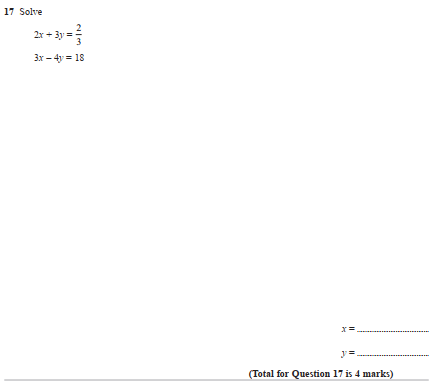 17 Solve
2x + 3y = 2/3
3x – 4y = 18
x =
y =
(Total for Question 17 is 4 marks)